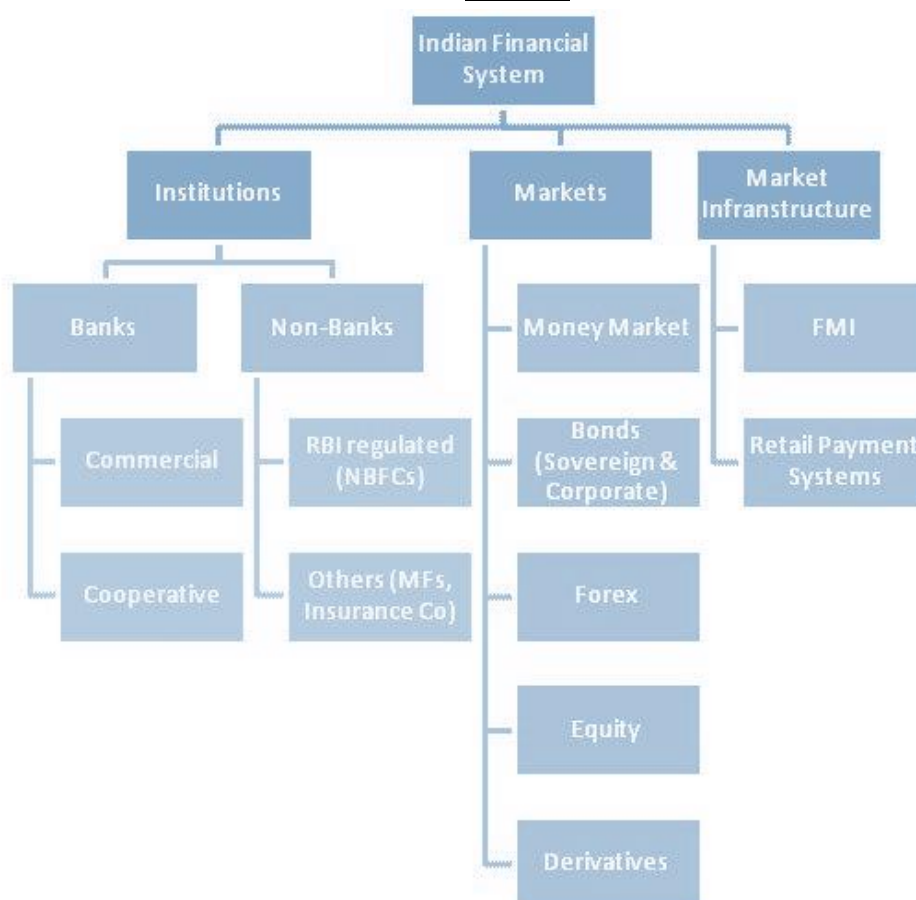 Indian Financial
System
Institutions
Markets
Market
Infranstructure
Banks
Non-Banks
Money Market
FMI
Commercial
RBI regulated
(NBFCs)
Bonds
(Sovereign &
Corporate)
Retail Payment
Systems
Cooperative
Others (MFs,
Insurance Co)
Forex
Equity
Derivatives